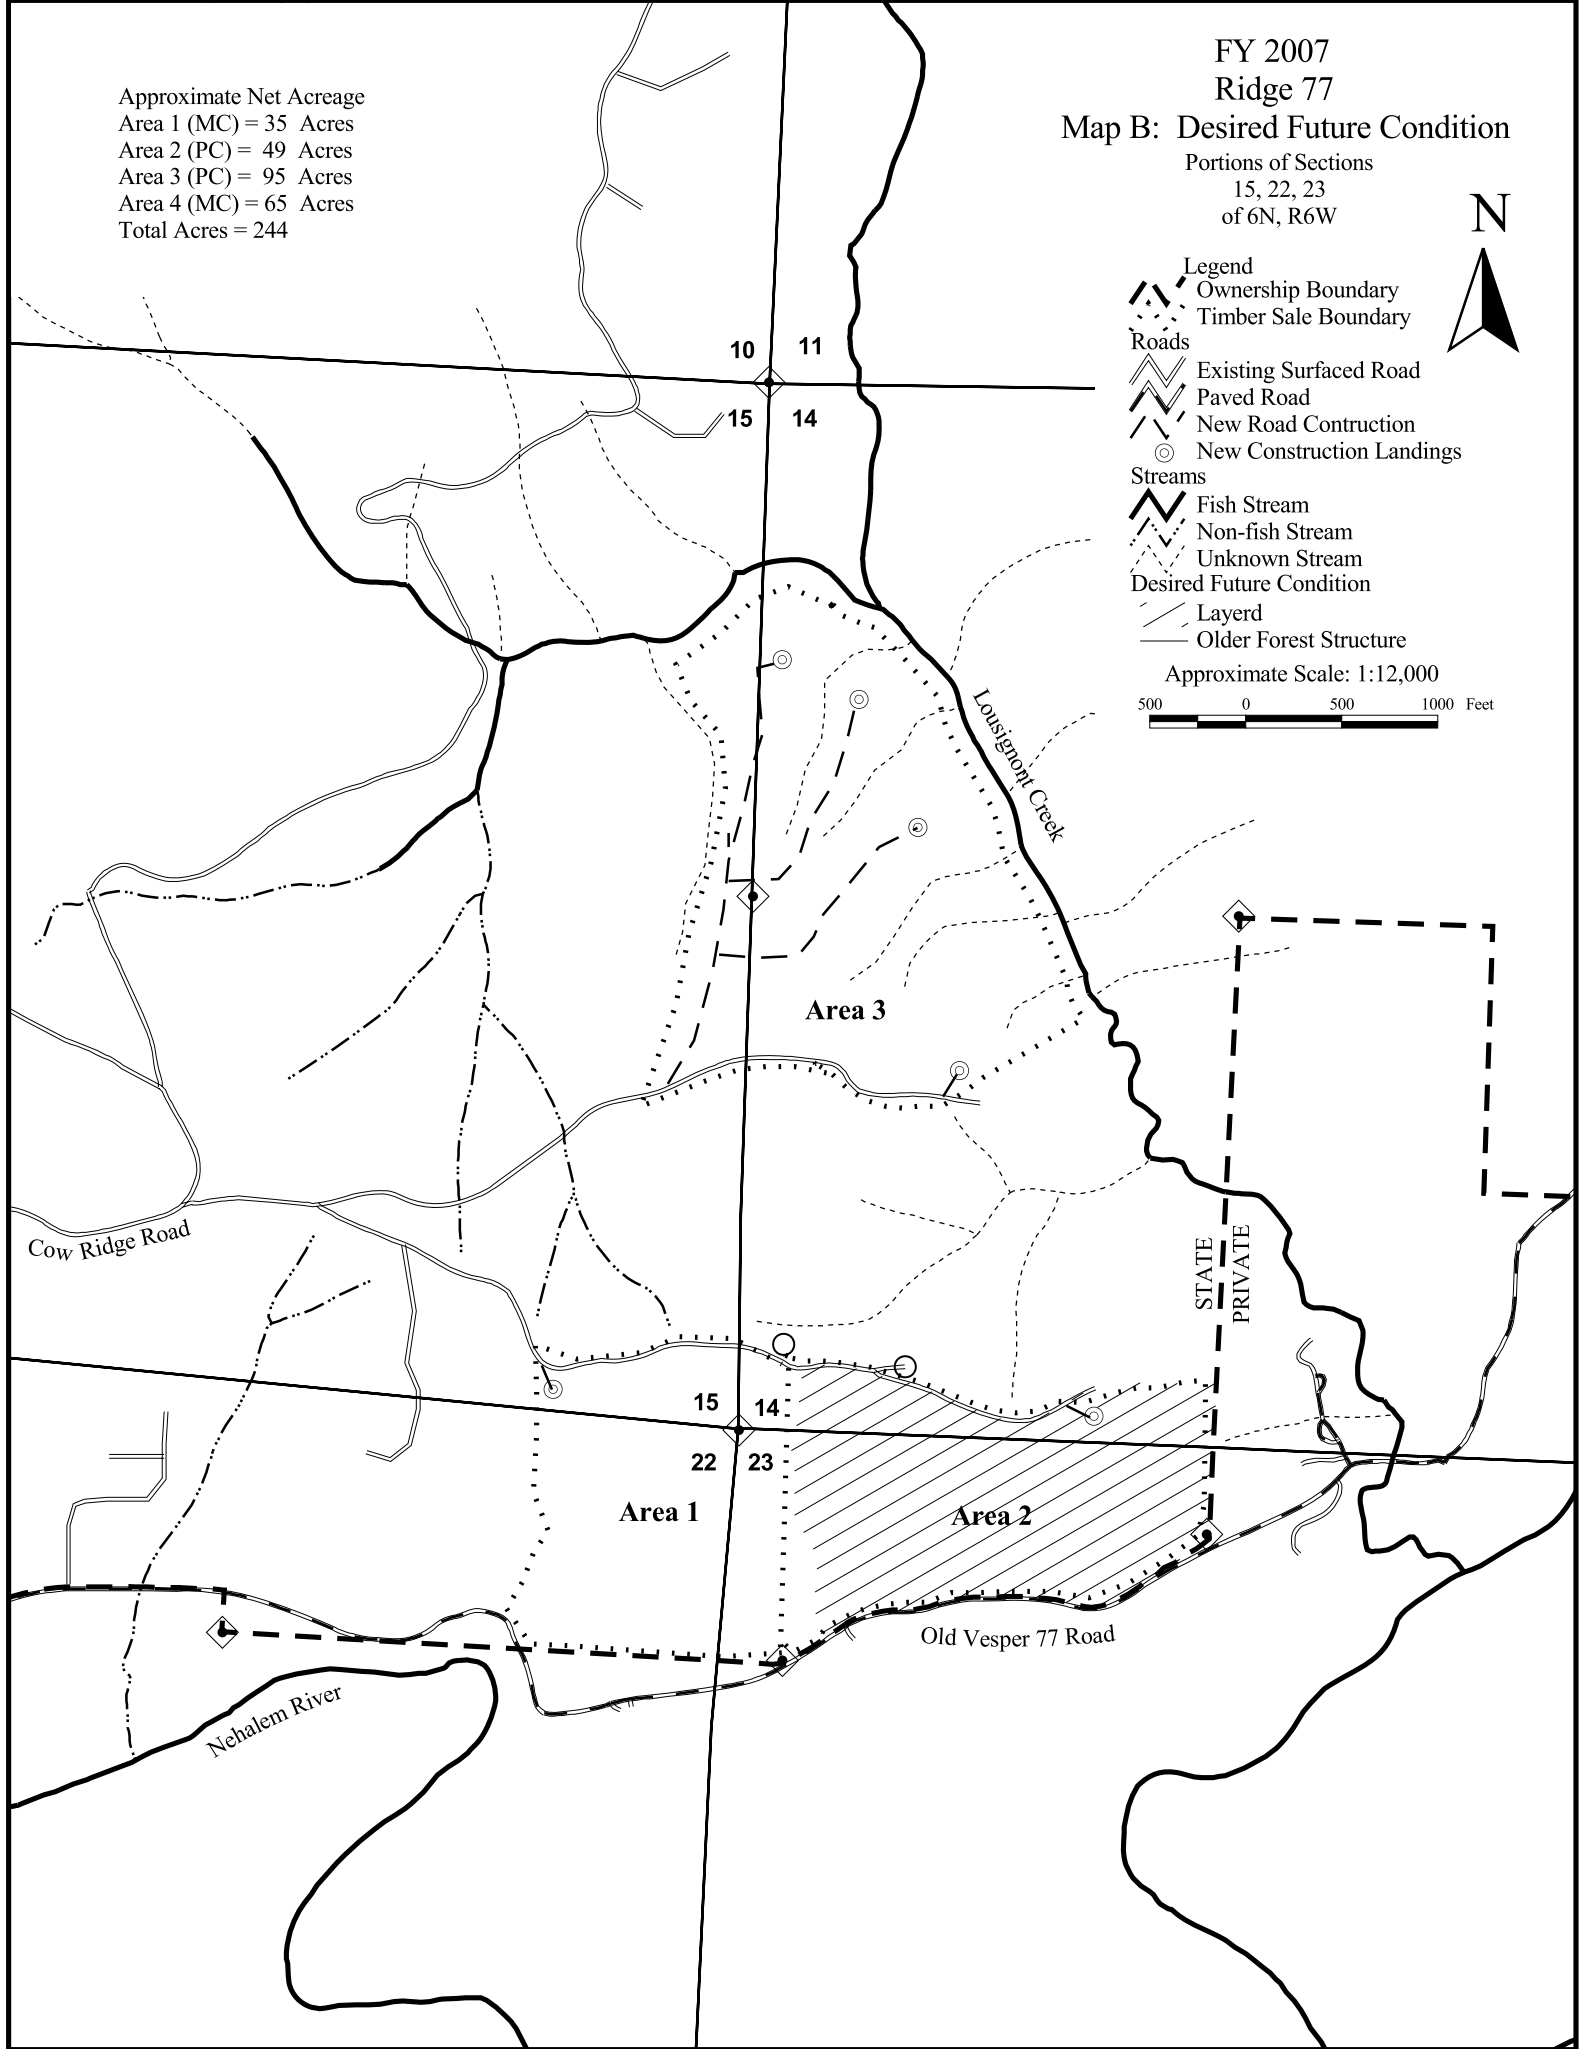 FY 2007
Ridge 77
Map B:  Desired Future Condition
Portions of Sections
15, 22, 23
of 6N, R6W
Approximate Net Acreage
Area 1 (MC) = 35  Acres
Area 2 (PC) =  49  Acres
Area 3 (PC) =  95  Acres
Area 4 (MC) = 65  Acres
Total Acres = 244
N
Legend
Ownership Boundary
Timber Sale Boundary
Roads
Existing Surfaced Road
Paved Road
New Road Contruction
New Construction Landings
Streams
Fish Stream
Non-fish Stream
Unknown Stream
Desired Future Condition
Layerd
Older Forest Structure
Approximate Scale: 1:12,000
500 0 500 1000 Feet
10 11
15 14
Lousignont Creek
Area 3
Cow Ridge Road
STATE
PRIVATE
15 14
22 23
Area 1
Area 2
Old Vesper 77 Road
Nehalem River